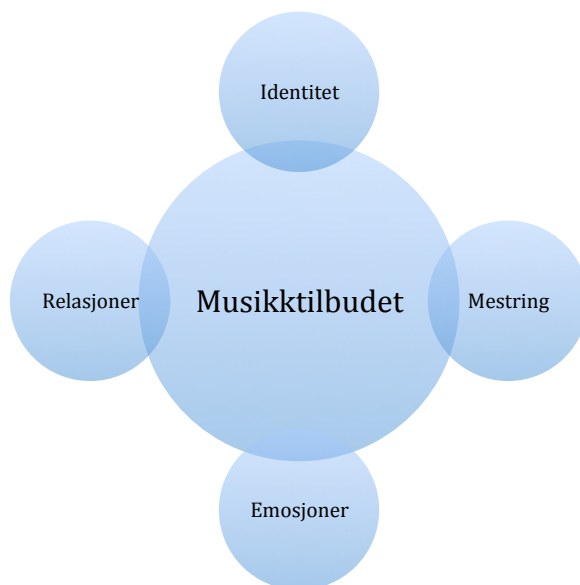 Identitet
Relasjoner
Musikktilbudet
Mestring
Emosjoner